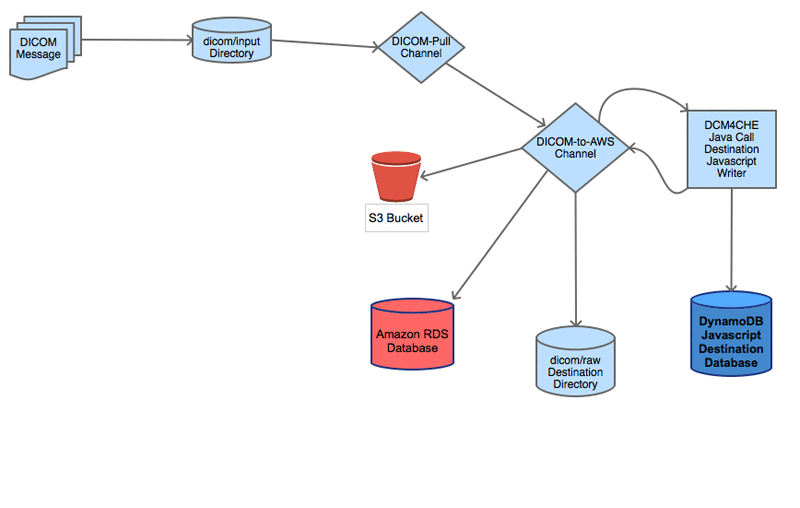 DICOM
Message
dicom/input
Directory
DICOM-Pull
Channel
DICOM-to-AWS
Channel
DCM4CHE
Java Call
Destination
Javascript
Writer
S3 Bucket
Amazon RDS
Database
dicom/raw
Destination
Directory
DynamoDB
Javascript
Destination
Database